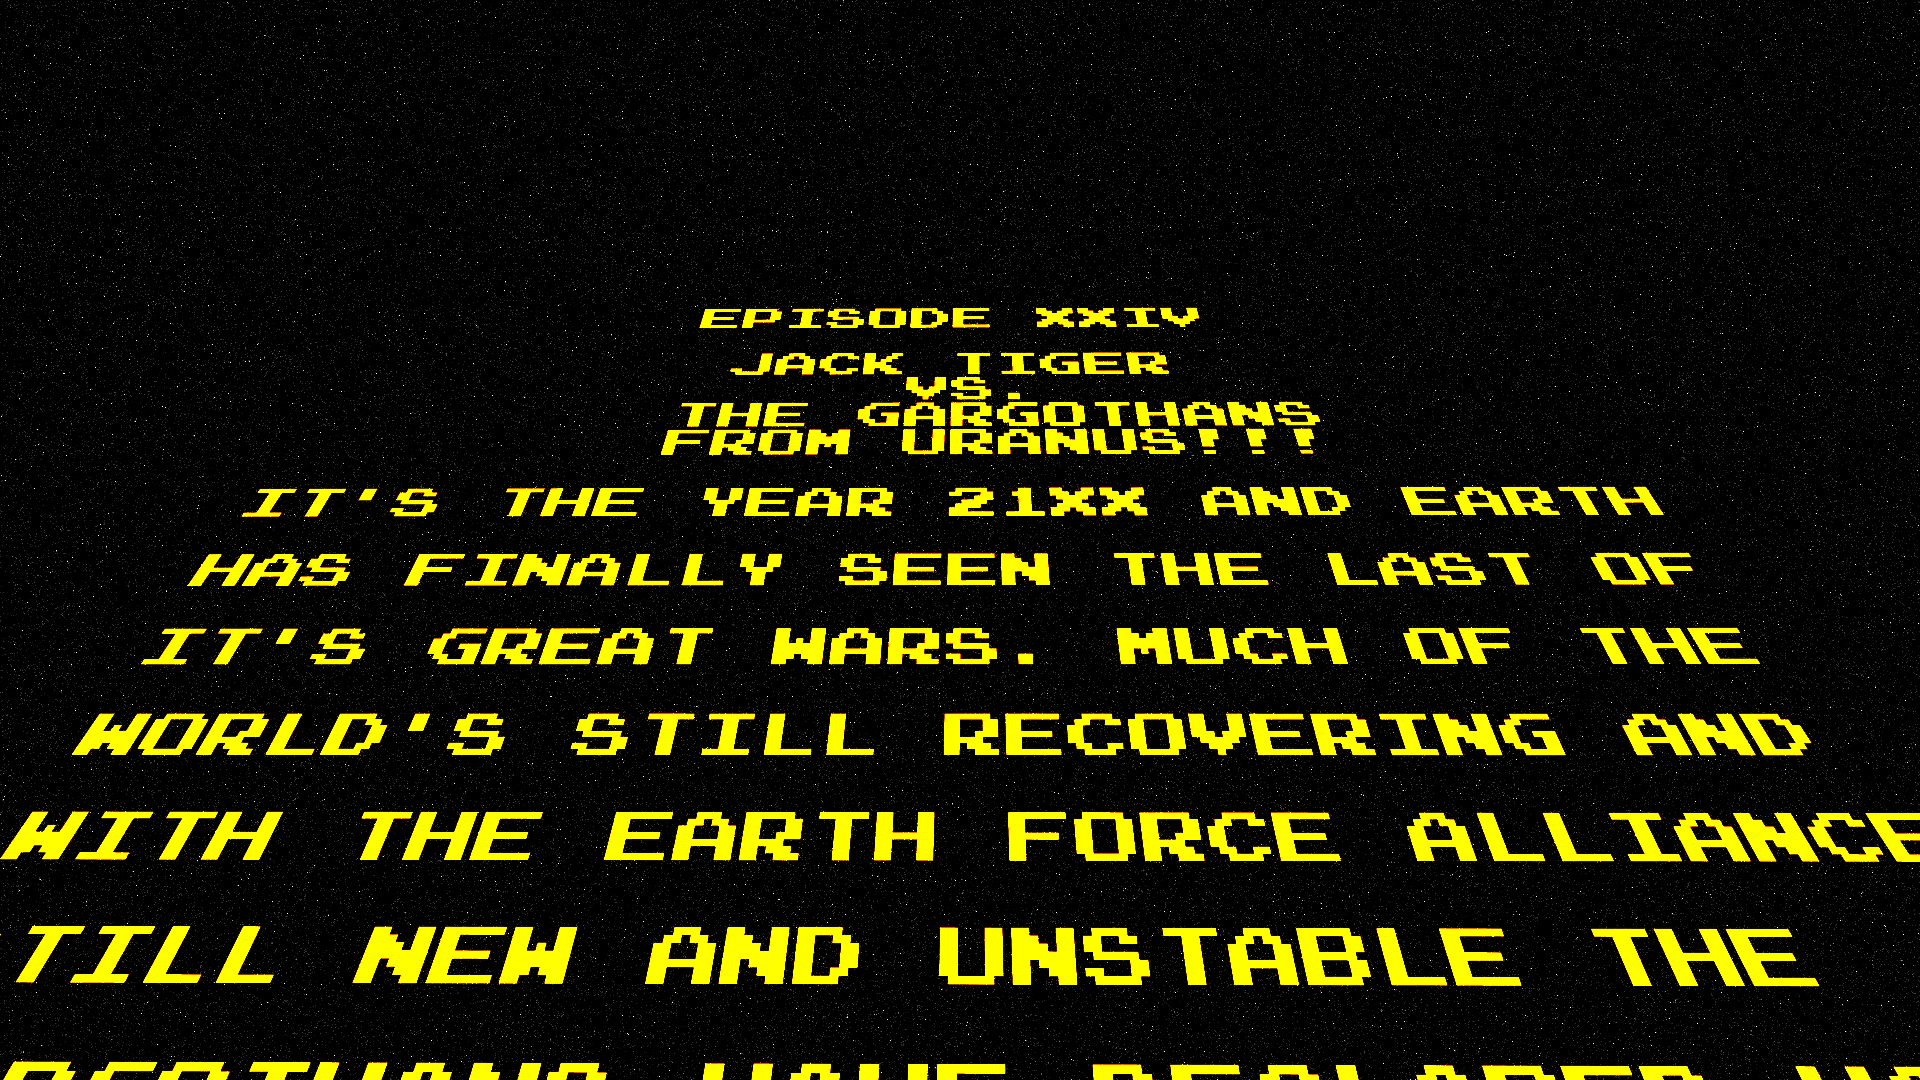 EPISODE XXIV
JACK TIGER
VS.
THE GARGOTHANS
FROM URANUS!!!
IT'S THE YEAR 21XX AND EARTH
HAS FINALLY SEEN THE LAST OF
IT'S GREAT WARS. MUCH OF THE
WORLD'S STILL RECOVERING AND
WITH THE EARTH FORCE ALLIANCE
TILL NEW AND UNSTABLE THE
HAVE